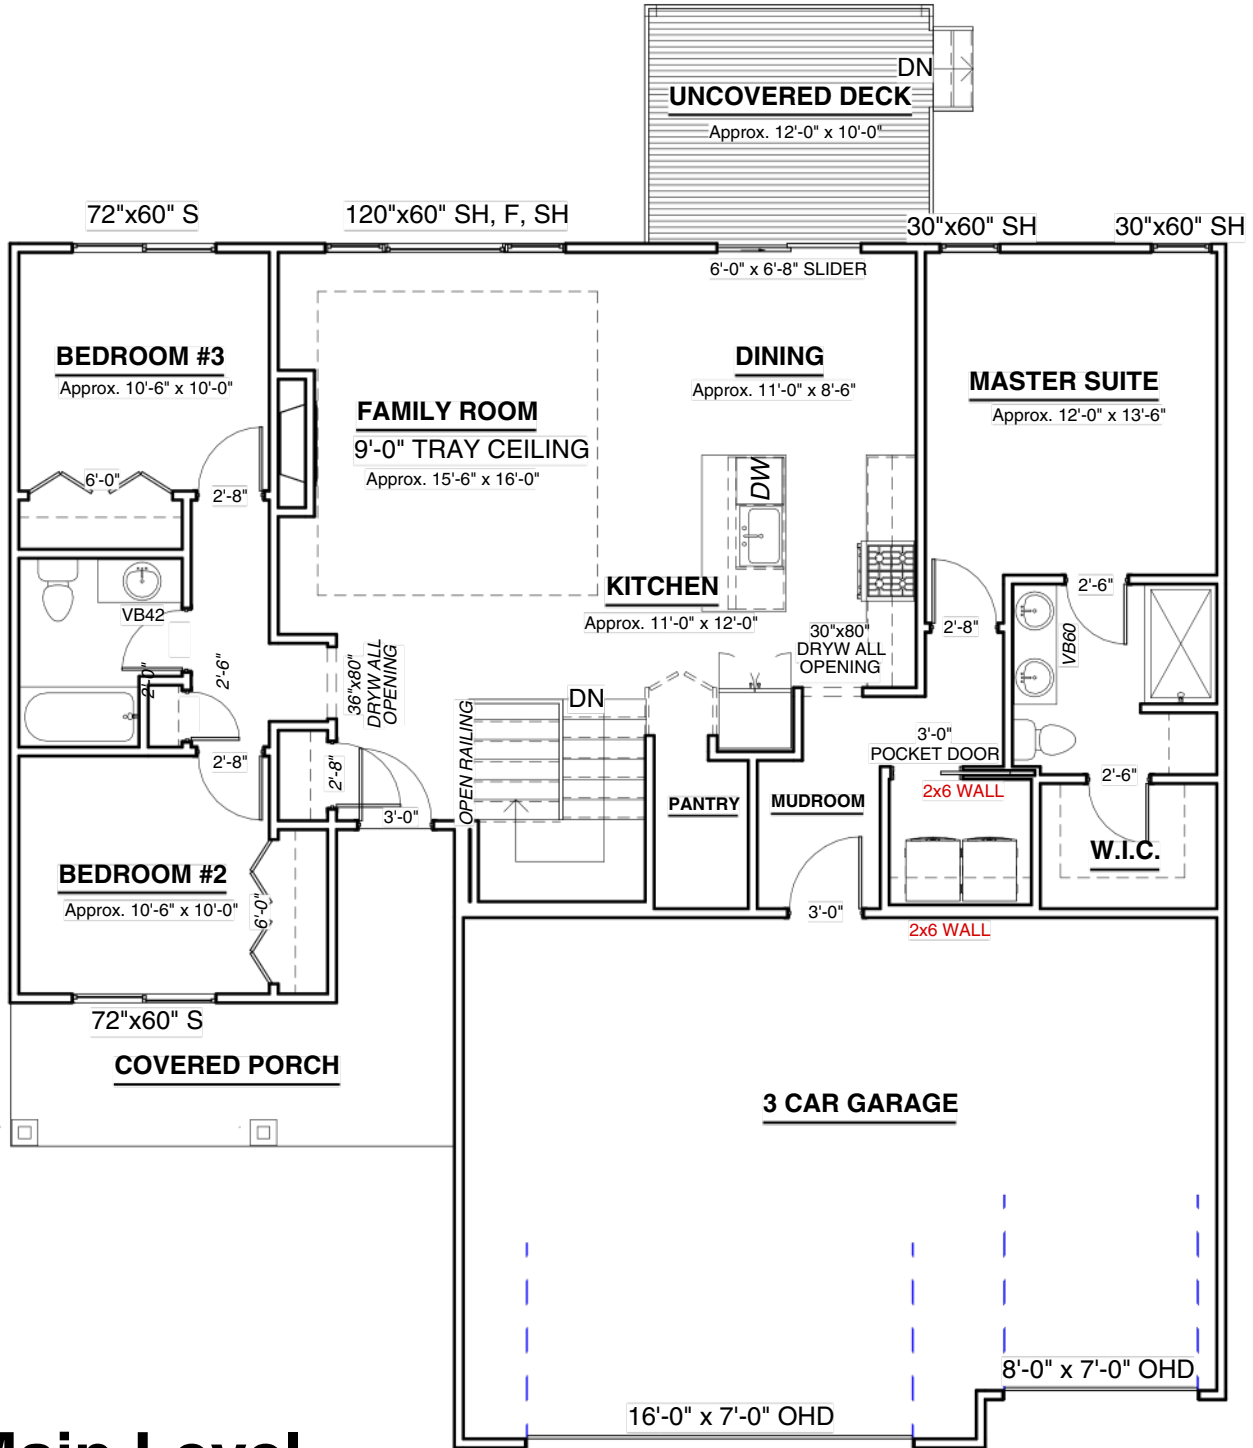 DN
UNCOVERED DECK
Approx. 12'-0" x 10'-0"
72"x60" S
120"x60" SH, F, SH
30"x60" SH
30"x60" SH
6'-0" x 6'-8" SLIDER
BEDROOM #3
Approx. 10'-6" x 10'-0"
DINING
Approx. 11'-0" x 8'-6"
MASTER SUITE
Approx. 12'-0" x 13'-6"
FAMILY ROOM
9'-0" TRAY CEILING
Approx. 15'-6" x 16'-0"
6'-0"
2'-8"
DW
KITCHEN
Approx. 11'-0" x 12'-0"
VB42
2'-6"
2'-8"
VB60
30"x80"
DRYW ALL
OPENING
36"x80"
DRYW ALL
OPENING
2'-0"
2'-6"
DN
OPEN RAILING
3'-0"
POCKET DOOR
2'-8"
2'-8"
2'-6"
2x6 WALL
PANTRY
MUDROOM
3'-0"
W.I.C.
BEDROOM #2
Approx. 10'-6" x 10'-0"
6'-0"
3'-0"
2x6 WALL
72"x60" S
COVERED PORCH
3 CAR GARAGE
8'-0" x 7'-0" OHD
16'-0" x 7'-0" OHD
Main Level